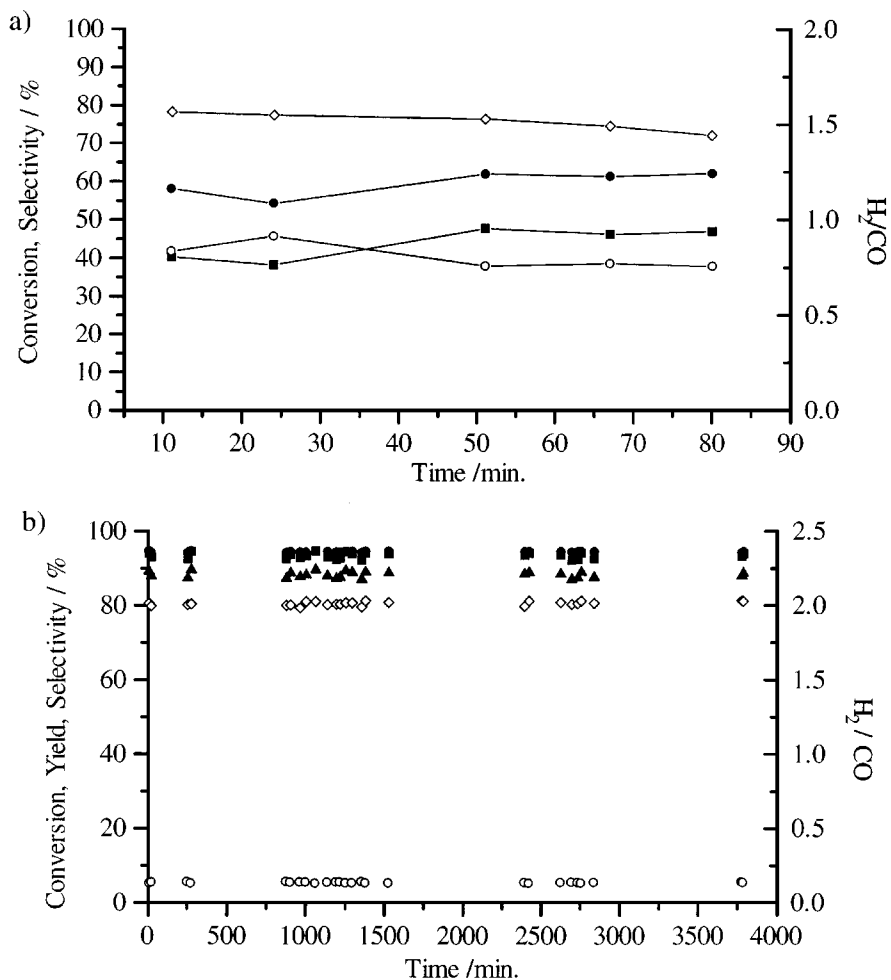 a)
100
90
80
70
60
50
40
30
20
10
0
Conversion, Selectivity / %
2.0
1.5
1.0
0.5
0.0
H2/CO
10 20 30 40 50 60 70 80 90
Time /min.
b)
100
80
60
40
20
0
Conversion, Yield, Selectivity / %
2.5
2.0
1.5
1.0
0.5
0.0
H2 / CO
0 500 1000 1500 2000 2500 3000 3500 4000
Time /min.